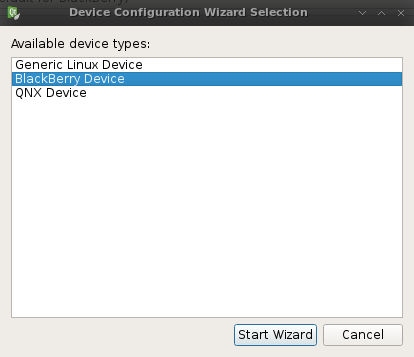 Device Configuration Wizard Selection
Available device types:
Generic Linux Device
BlackBerry Device
QNX Device
Start Wizard
Cancel